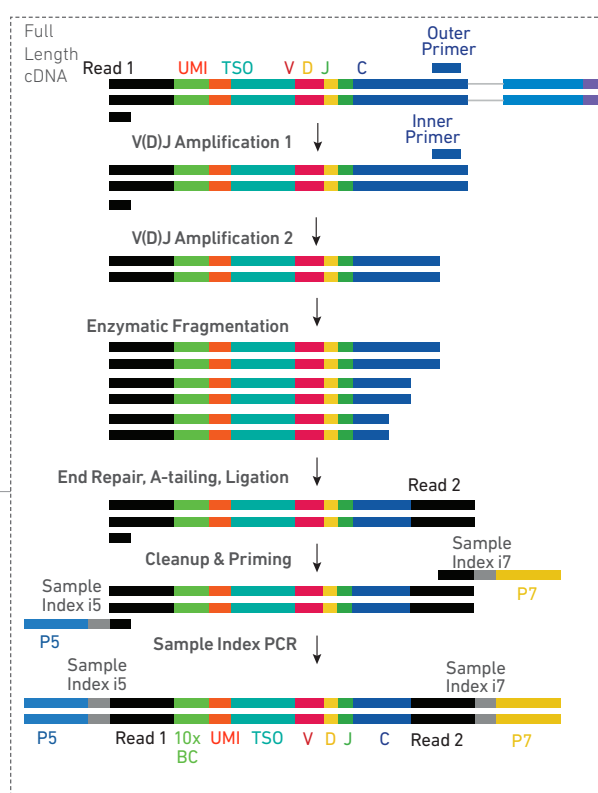 Full
Length
cDNA
Outer
Primer
Read 1 UMI TSO V D J C
V(D)J Amplification 1
Inner
Primer
V(D)J Amplification 2
Enzymatic Fragmentation
End Repair, A-tailing, Ligation
Read 2
Cleanup & Priming
Sample
Index i7
P7
Sample
Index i5
P5
Sample Index PCR
Sample
Index i5
Sample
Index i7
P5 Read 1 10x UMI TSO V D J C Read 2 P7
BC